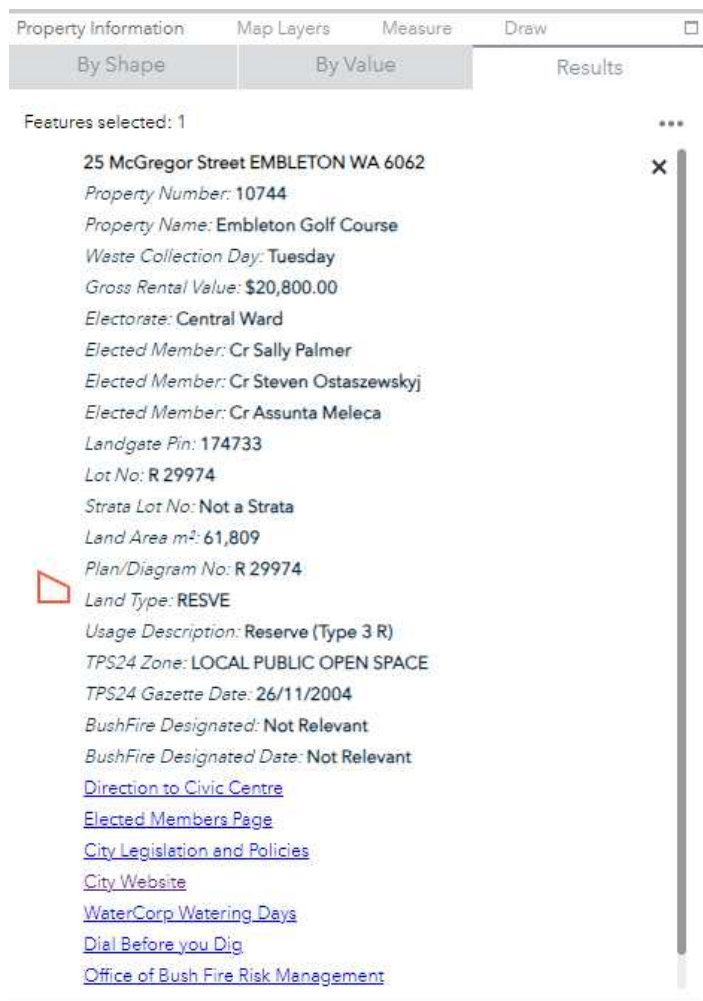 Property Information Map Layers Measure Draw
By Shape By Value Results
Features selected: 1
25 McGregor Street EMBLETON WA 6062
Property Number: 10744
Property Name: Embleton Golf Course
Waste Collection Day: Tuesday
Gross Rental Value: $20,800.00
Electorate: Central Ward
Elected Member: Cr Sally Palmer
Elected Member: Cr Steven Ostaszewskyj
Elected Member: Cr Assunta Meleca
Landgate Pin: 174733
Lot No: R 29974
Strata Lot No: Not a Strata
Land Area m²: 61,809
Plan/Diagram No: R 29974
Land Type: RESVE
Usage Description: Reserve (Type 3 R)
TPS24 Zone: LOCAL PUBLIC OPEN SPACE
TPS24 Gazette Date: 26/11/2004
BushFire Designated: Not Relevant
BushFire Designated Date: Not Relevant
Direction to Civic Centre
Elected Members Page
City Legislation and Policies
City Website
WaterCorp Watering Days
Dial Before you Dig
Office of Bush Fire Risk Management